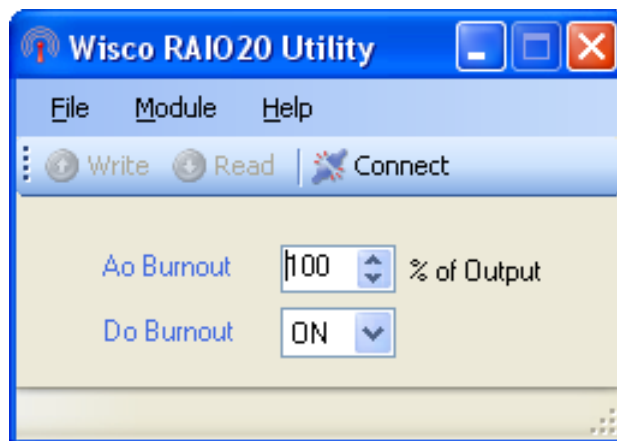 Wisco RAIO20 Utility
File Module Help
Write Read Connect
Ao Burnout 100 % of Output
Do Burnout ON